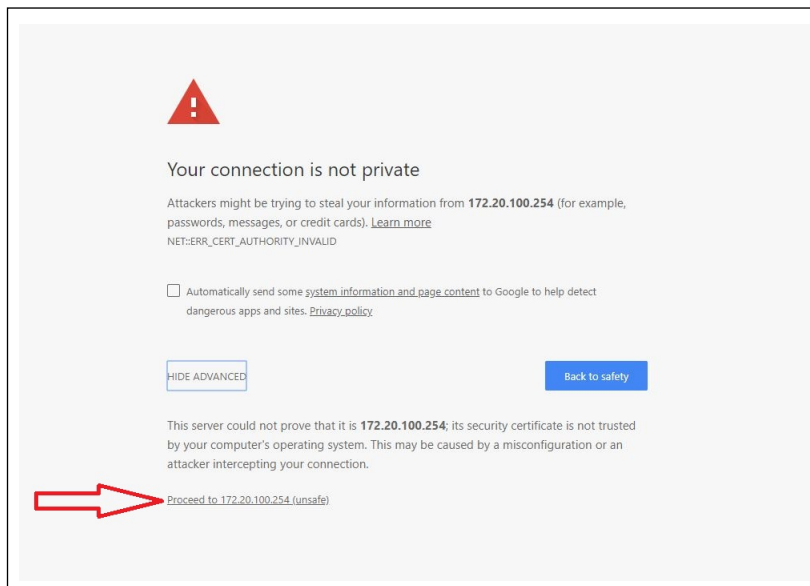 Your connection is not private
Attackers might be trying to steal your information from 172.20.100.254 (for example,
passwords, messages, or credit cards). Learn more
NET::ERR_CERT_AUTHORITY_INVALID
Automatically send some system information and page content to Google to help detect
dangerous apps and sites. Privacy policy
HIDE ADVANCED
Back to safety
This server could not prove that it is 172.20.100.254; its security certificate is not trusted
by your computer's operating system. This may be caused by a misconfiguration or an
attacker intercepting your connection.
Proceed to 172.20.100.254 (unsafe)